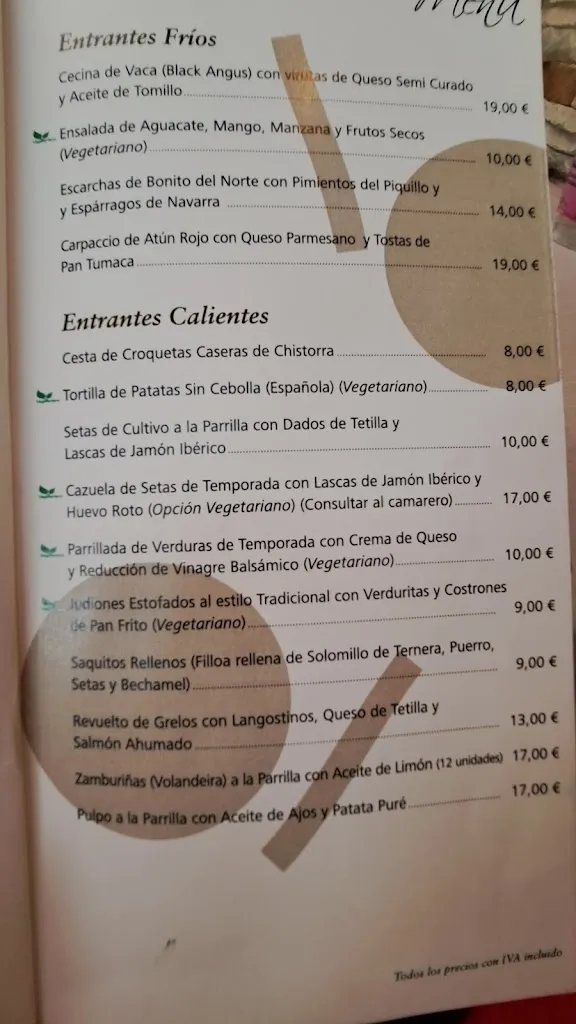 Menú
Entrantes Fríos
Cecina de Vaca (Black Angus) con virutas de Queso Semi Curado
y Aceite de Tomillo 19,00 €
Ensalada de Aguacate, Mango, Manzana y Frutos Secos
(Vegetariano) 10,00 €
Escarchas de Bonito del Norte con Pimientos del Piquillo y
y Espárragos de Navarra 14,00 €
Carpaccio de Atún Rojo con Queso Parmesano y Tostas de
Pan Tumaca 19,00 €
Entrantes Calientes
Cesta de Croquetas Caseras de Chistorra 8,00 €
Tortilla de Patatas Sin Cebolla (Española) (Vegetariano) 8,00 €
Setas de Cultivo a la Parrilla con Dados de Tetilla y
Lascas de Jamón Ibérico 10,00 €
Cazuela de Setas de Temporada con Lascas de Jamón Ibérico y
Huevo Roto (Opción Vegetariano) (Consultar al camarero) 17,00 €
Parrillada de Verduras de Temporada con Crema de Queso
y Reducción de Vinagre Balsámico (Vegetariano) 10,00 €
Judiones Estofados al estilo Tradicional con Verduritas y Costrones
de Pan Frito (Vegetariano) 9,00 €
Saquitos Rellenos (Filloa rellena de Solomillo de Ternera, Puerro,
Setas y Bechamel) 9,00 €
Revuelto de Grelos con Langostinos, Queso de Tetilla y
Salmón Ahumado 13,00 €
Zamburiñas (Volandeira) a la Parrilla con Aceite de Limón (12 unidades) 17,00 €
Pulpo a la Parrilla con Aceite de Ajos y Patata Puré 17,00 €
Todos los precios con IVA incluido